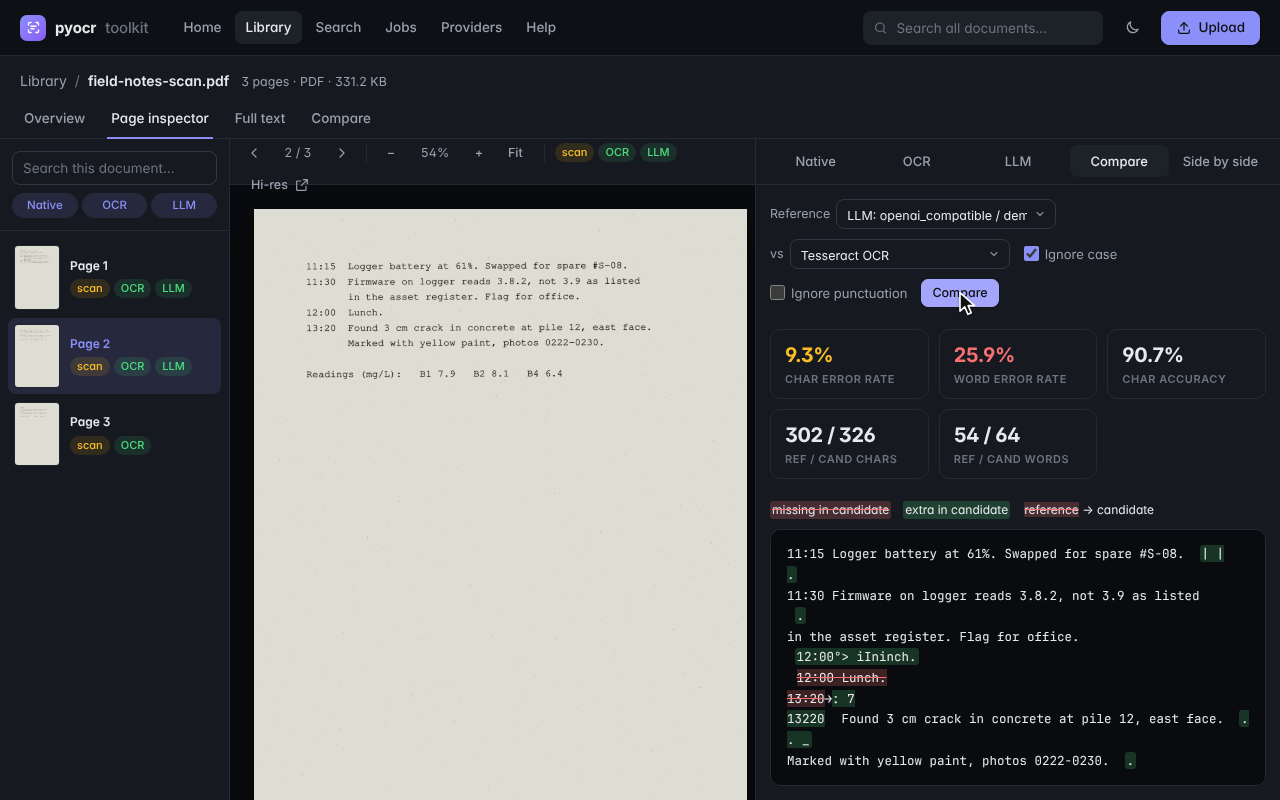 pyocr toolkit
Home Library Search Jobs Providers Help
Search all documents...
Upload
Library / field-notes-scan.pdf 3 pages · PDF · 331.2 KB
Overview Page inspector Full text Compare
Search this document...
Native OCR LLM
Page 1
scan OCR LLM
Page 2
scan OCR LLM
Page 3
scan OCR
2 / 3 − 54% + Fit scan OCR LLM
Hi-res
11:15 Logger battery at 61%. Swapped for spare #S-08.
11:30 Firmware on logger reads 3.8.2, not 3.9 as listed
in the asset register. Flag for office.
12:00 Lunch.
13:20 Found 3 cm crack in concrete at pile 12, east face.
Marked with yellow paint, photos 0222-0230.
Readings (mg/L): B1 7.9 B2 8.1 B4 6.4
Native OCR LLM Compare Side by side
Reference LLM: openai_compatible / dem
vs Tesseract OCR Ignore case
Ignore punctuation Compare
9.3%
CHAR ERROR RATE
25.9%
WORD ERROR RATE
90.7%
CHAR ACCURACY
302 / 326
REF / CAND CHARS
54 / 64
REF / CAND WORDS
missing in candidate extra in candidate reference → candidate
11:15 Logger battery at 61%. Swapped for spare #S-08. | |
.
11:30 Firmware on logger reads 3.8.2, not 3.9 as listed
.
in the asset register. Flag for office.
12:00°> iIninch.
12:00 Lunch.
13:20→: 7
13220 Found 3 cm crack in concrete at pile 12, east face. .
. _
Marked with yellow paint, photos 0222-0230. .